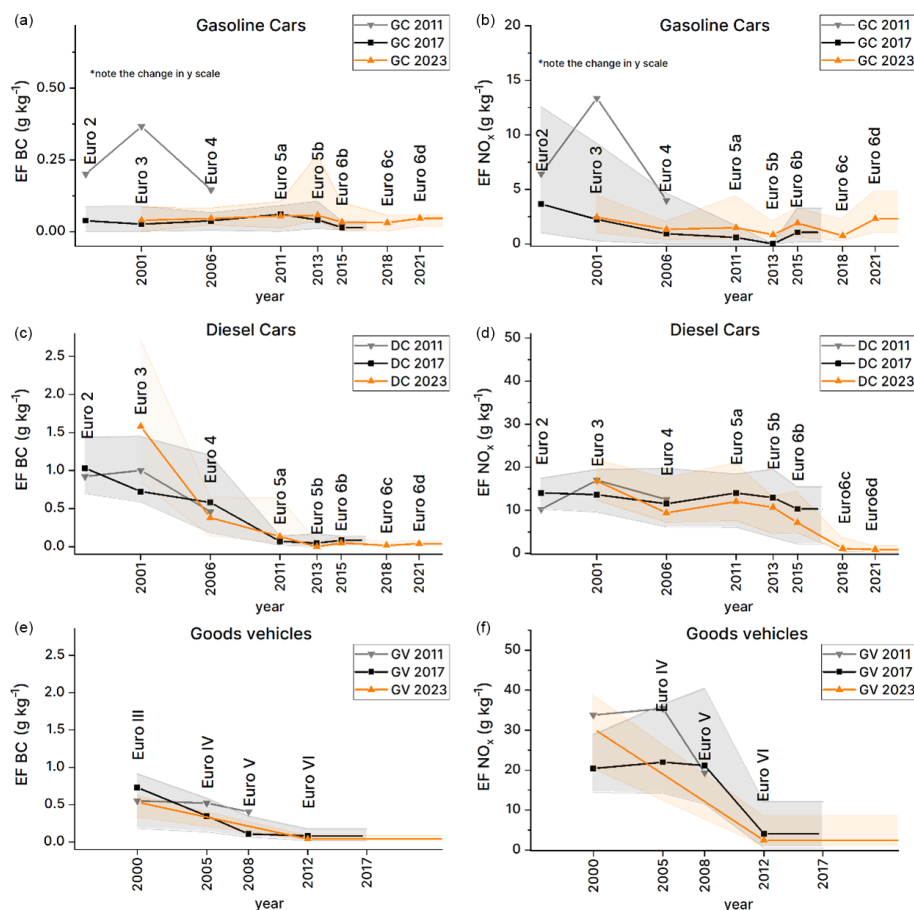 (a)
Gasoline Cars
GC 2011
GC 2017
GC 2023
*note the change in y scale
EF BC (g kg⁻¹)
0.50
0.25
0.00
Euro 2
Euro 3
Euro 4
Euro 5a
Euro 5b
Euro 6b
Euro 6c
Euro 6d
2001
2006
2011
2013
2015
2018
2021
year
(b)
Gasoline Cars
GC 2011
GC 2017
GC 2023
*note the change in y scale
EF NOₓ (g kg⁻¹)
20
15
10
5
0
Euro2
Euro 3
Euro 4
Euro 5a
Euro 5b
Euro 6b
Euro 6c
Euro 6d
2001
2006
2011
2013
2015
2018
2021
year
(c)
Diesel Cars
DC 2011
DC 2017
DC 2023
EF BC (g kg⁻¹)
2.5
2.0
1.5
1.0
0.5
0.0
Euro 2
Euro 3
Euro 4
Euro 5a
Euro 5b
Euro 6b
Euro 6c
Euro 6d
2001
2006
2011
2013
2015
2018
2021
year
(d)
Diesel Cars
DC 2011
DC 2017
DC 2023
EF NOₓ (g kg⁻¹)
50
40
30
20
10
0
Euro 2
Euro 3
Euro 4
Euro 5a
Euro 5b
Euro 6b
Euro6c
Euro6d
2001
2006
2011
2013
2015
2018
2021
year
(e)
Goods vehicles
GV 2011
GV 2017
GV 2023
EF BC (g kg⁻¹)
2.5
2.0
1.5
1.0
0.5
0.0
Euro III
Euro IV
Euro V
Euro VI
2000
2005
2008
2012
2017
year
(f)
Goods vehicles
GV 2011
GV 2017
GV 2023
EF NOₓ (g kg⁻¹)
50
40
30
20
10
0
Euro IV
Euro V
Euro VI
2000
2005
2008
2012
2017
year